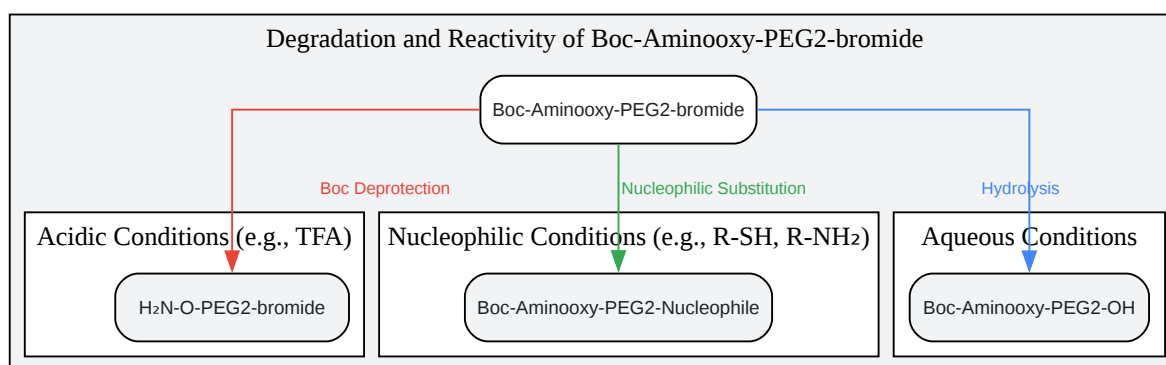 Degradation and Reactivity of Boc-Aminooxy-PEG2-bromide
Boc-Aminooxy-PEG2-bromide
Boc Deprotection
Nucleophilic Substitution
Hydrolysis
Acidic Conditions (e.g., TFA)
Nucleophilic Conditions (e.g., R-SH, R-NH₂)
Aqueous Conditions
H₂N-O-PEG2-bromide
Boc-Aminooxy-PEG2-Nucleophile
Boc-Aminooxy-PEG2-OH